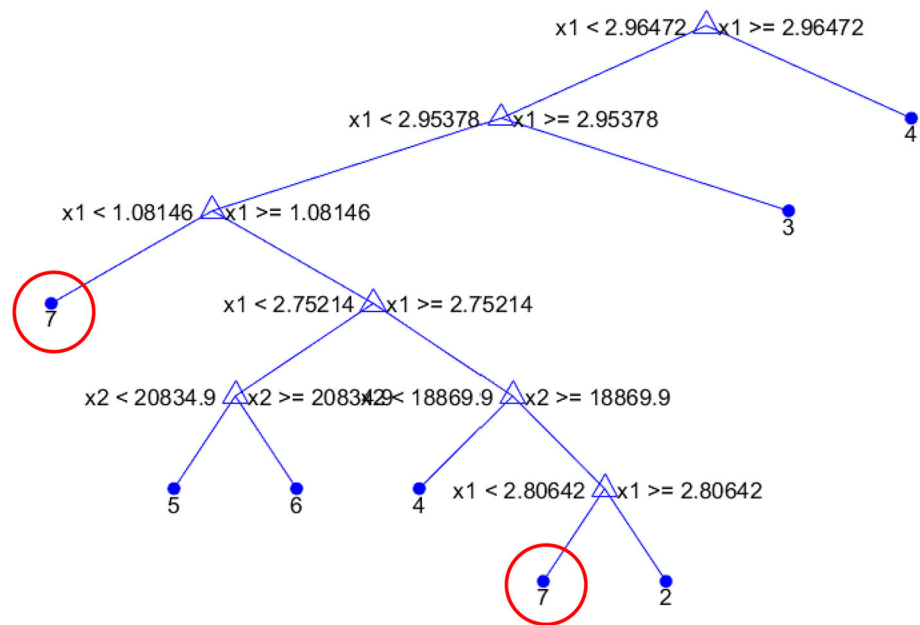 x1 < 2.96472 x1 >= 2.96472
x1 < 2.95378 x1 >= 2.95378
4
x1 < 1.08146 x1 >= 1.08146
3
7
x1 < 2.75214 x1 >= 2.75214
x2 < 20834.9 x2 >= 20834.9 x2 < 18869.9 x2 >= 18869.9
5
6
4
x1 < 2.80642 x1 >= 2.80642
7
2